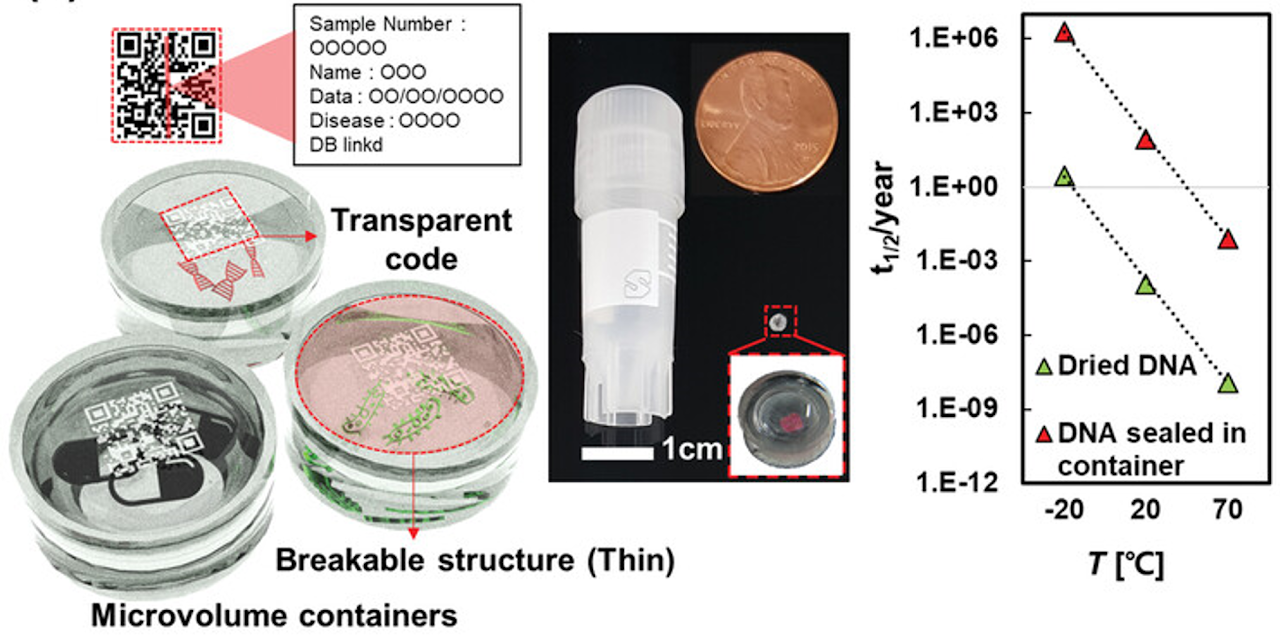 Sample Number :
OOOOO
Name : OOO
Data : OO/OO/OOOO
Disease : OOOO
DB linkd
Transparent
code
Breakable structure (Thin)
Microvolume containers
2015
1cm
t1/2/year
1.E+06
1.E+03
1.E+00
1.E-03
1.E-06
1.E-09
1.E-12
Dried DNA
DNA sealed in
container
-20 20 70
T [°C]